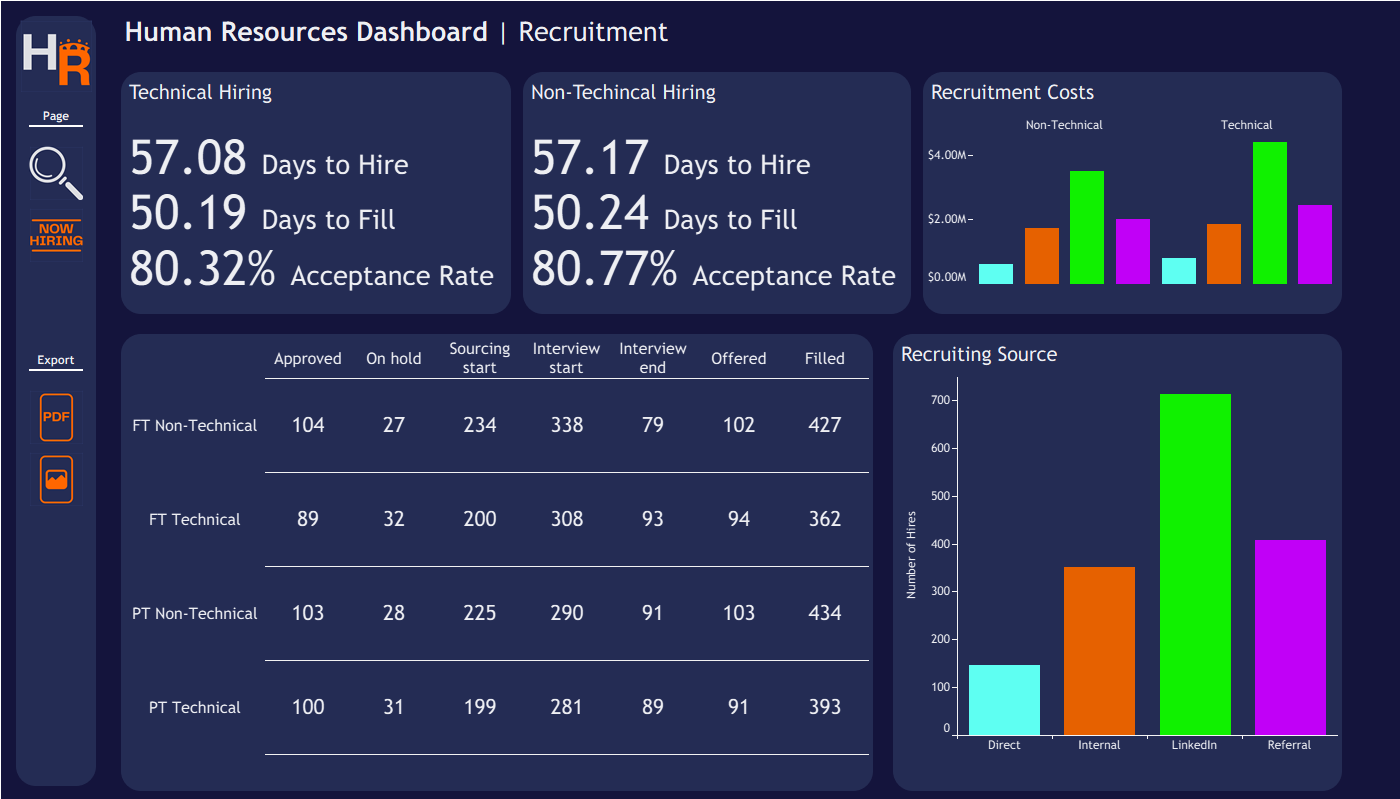 HR
Human Resources Dashboard | Recruitment
Page
NOW
HIRING
Export
PDF
Technical Hiring
57.08 Days to Hire
50.19 Days to Fill
80.32% Acceptance Rate
Non-Techincal Hiring
57.17 Days to Hire
50.24 Days to Fill
80.77% Acceptance Rate
Recruitment Costs
Non-Technical Technical
$4.00M
$2.00M
$0.00M
Approved On hold Sourcing start Interview start Interview end Offered Filled
FT Non-Technical 104 27 234 338 79 102 427
FT Technical 89 32 200 308 93 94 362
PT Non-Technical 103 28 225 290 91 103 434
PT Technical 100 31 199 281 89 91 393
Recruiting Source
Number of Hires
700
600
500
400
300
200
100
0
Direct Internal LinkedIn Referral